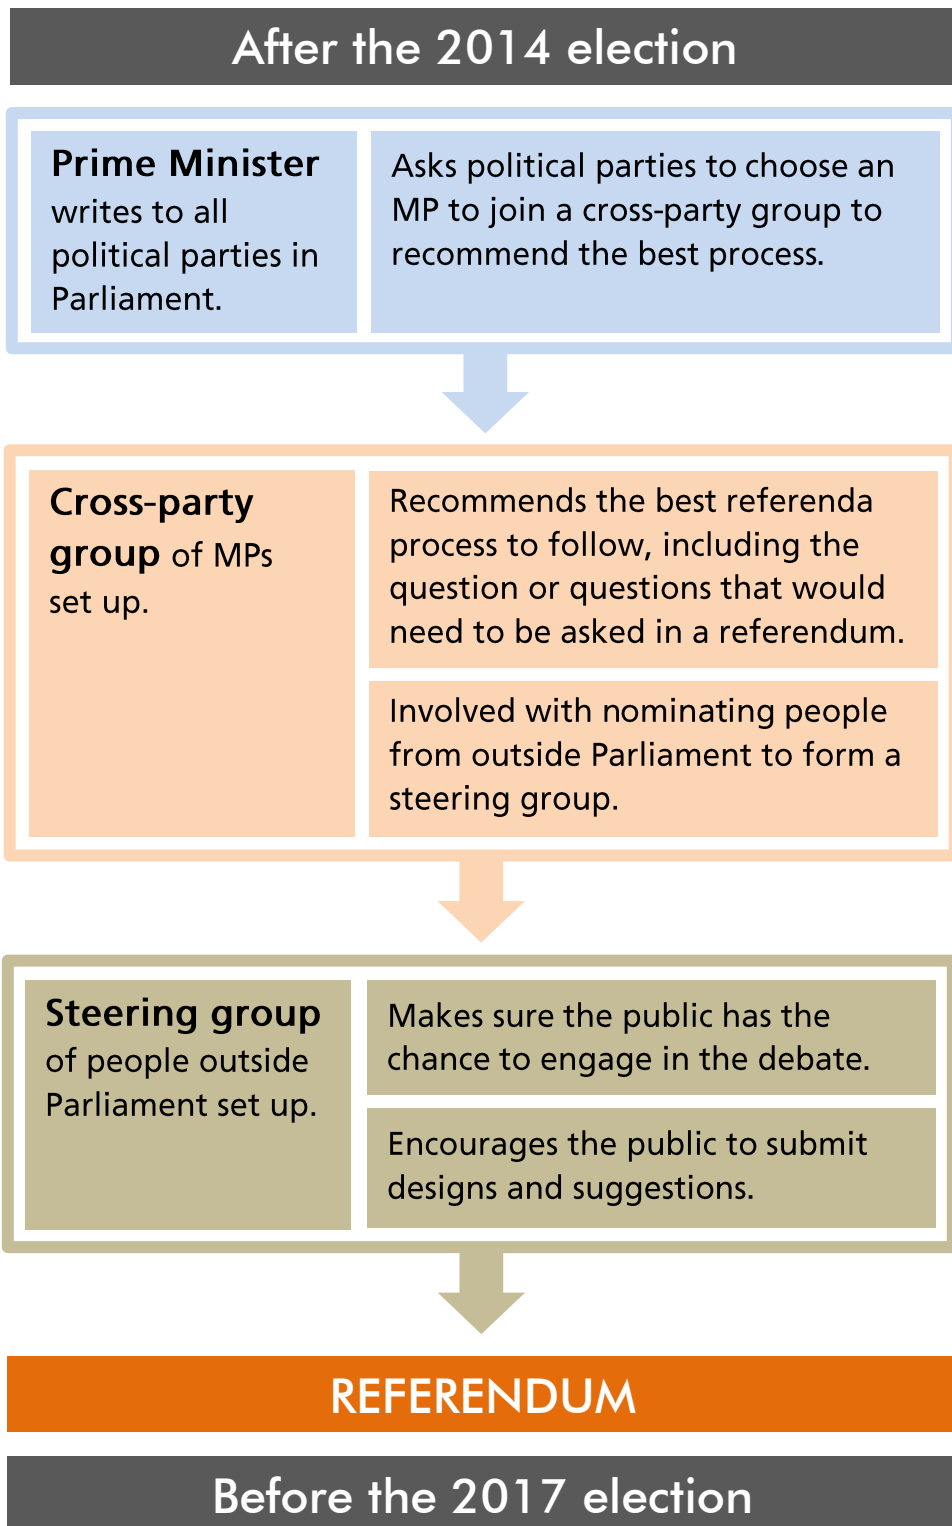 After the 2014 election
Prime Minister
writes to all
political parties in
Parliament.
Asks political parties to choose an
MP to join a cross-party group to
recommend the best process.
Cross-party
group of MPs
set up.
Recommends the best referenda
process to follow, including the
question or questions that would
need to be asked in a referendum.
Involved with nominating people
from outside Parliament to form a
steering group.
Steering group
of people outside
Parliament set up.
Makes sure the public has the
chance to engage in the debate.
Encourages the public to submit
designs and suggestions.
REFERENDUM
Before the 2017 election